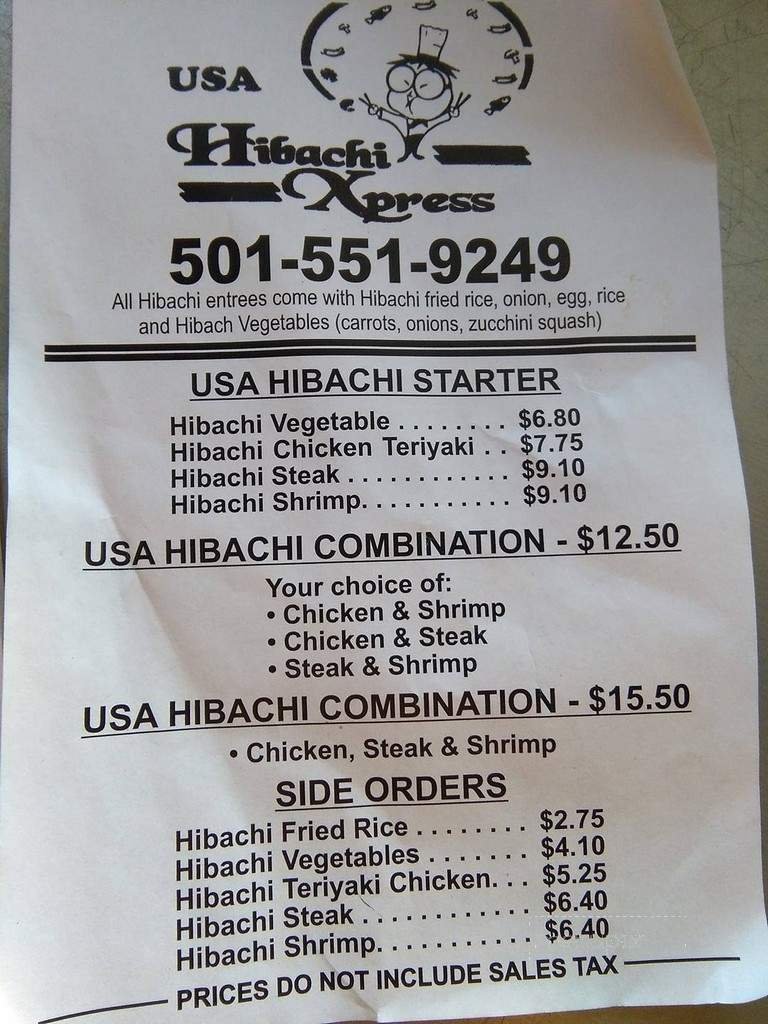 USA
Hibachi
Xpress
501-551-9249
All Hibachi entrees come with Hibachi fried rice, onion, egg, rice
and Hibach Vegetables (carrots, onions, zucchini squash)
USA HIBACHI STARTER
Hibachi Vegetable . . . . . . . . $6.80
Hibachi Chicken Teriyaki . . $7.75
Hibachi Steak . . . . . . . . . . . . $9.10
Hibachi Shrimp. . . . . . . . . . . $9.10
USA HIBACHI COMBINATION - $12.50
Your choice of:
• Chicken & Shrimp
• Chicken & Steak
• Steak & Shrimp
USA HIBACHI COMBINATION - $15.50
• Chicken, Steak & Shrimp
SIDE ORDERS
Hibachi Fried Rice . . . . . . . . $2.75
Hibachi Vegetables . . . . . . . $4.10
Hibachi Teriyaki Chicken. . . $5.25
Hibachi Steak . . . . . . . . . . . . $6.40
Hibachi Shrimp. . . . . . . . . . . $6.40
PRICES DO NOT INCLUDE SALES TAX